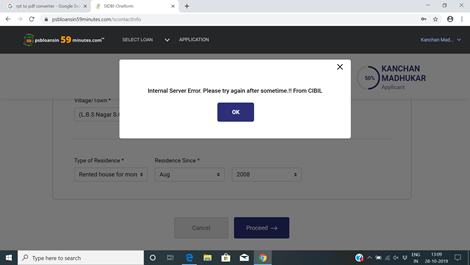 rpt to pdf converter - Google Se
SIDBI-Oneform
psbloansin59minutes.com/scontactInfo
psbloansin 59 minutes.com™
SELECT LOAN
APPLICATION
Kanchan Mad...
50%
KANCHAN
MADHUKAR
Applicant
Internal Server Error. Please try again after sometime.!! From CIBIL
OK
Village/Town *
(L.B.S Nagar S.O
Type of Residence *
Residence Since *
Rented house for mon
Aug
2008
Cancel
Proceed
Type here to search
ENG
IN
13:09
28-10-2019